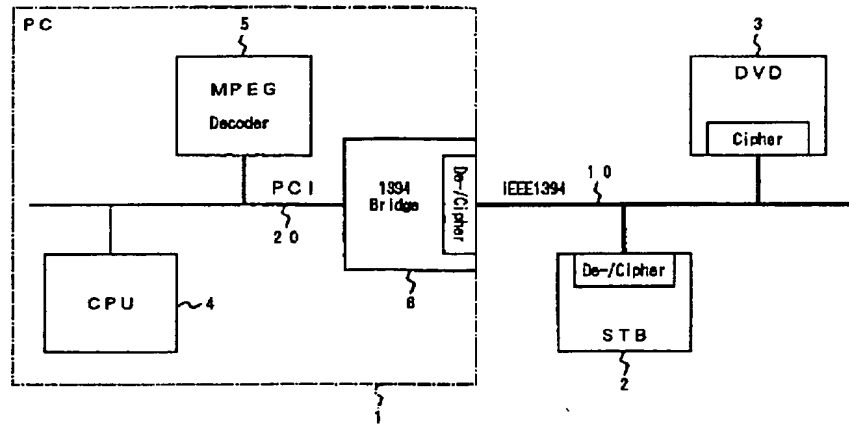 PC
5
MPEG
Decoder
3
DVD
Cipher
PCI
20
1394
Bridge
De-/Cipher
IEEE1394
10
CPU
4
6
De-/Cipher
STB
2
1